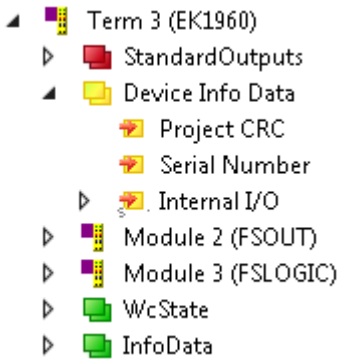 Term 3 (EK1960)
StandardOutputs
Device Info Data
Project CRC
Serial Number
Internal I/O
Module 2 (FSOUT)
Module 3 (FSLOGIC)
WcState
InfoData